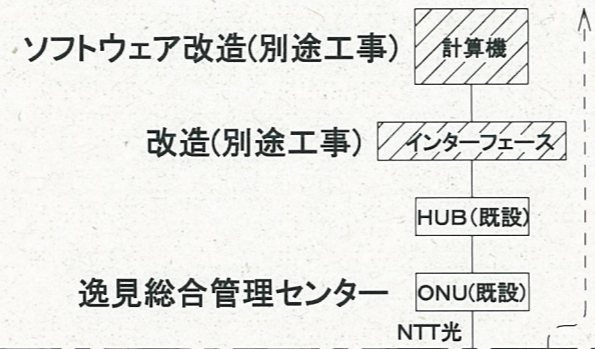 ソフトウェア改造(別途工事)
計算機
改造(別途工事)
インターフェース
HUB(既設)
逸見総合管理センター
ONU(既設)
NTT光